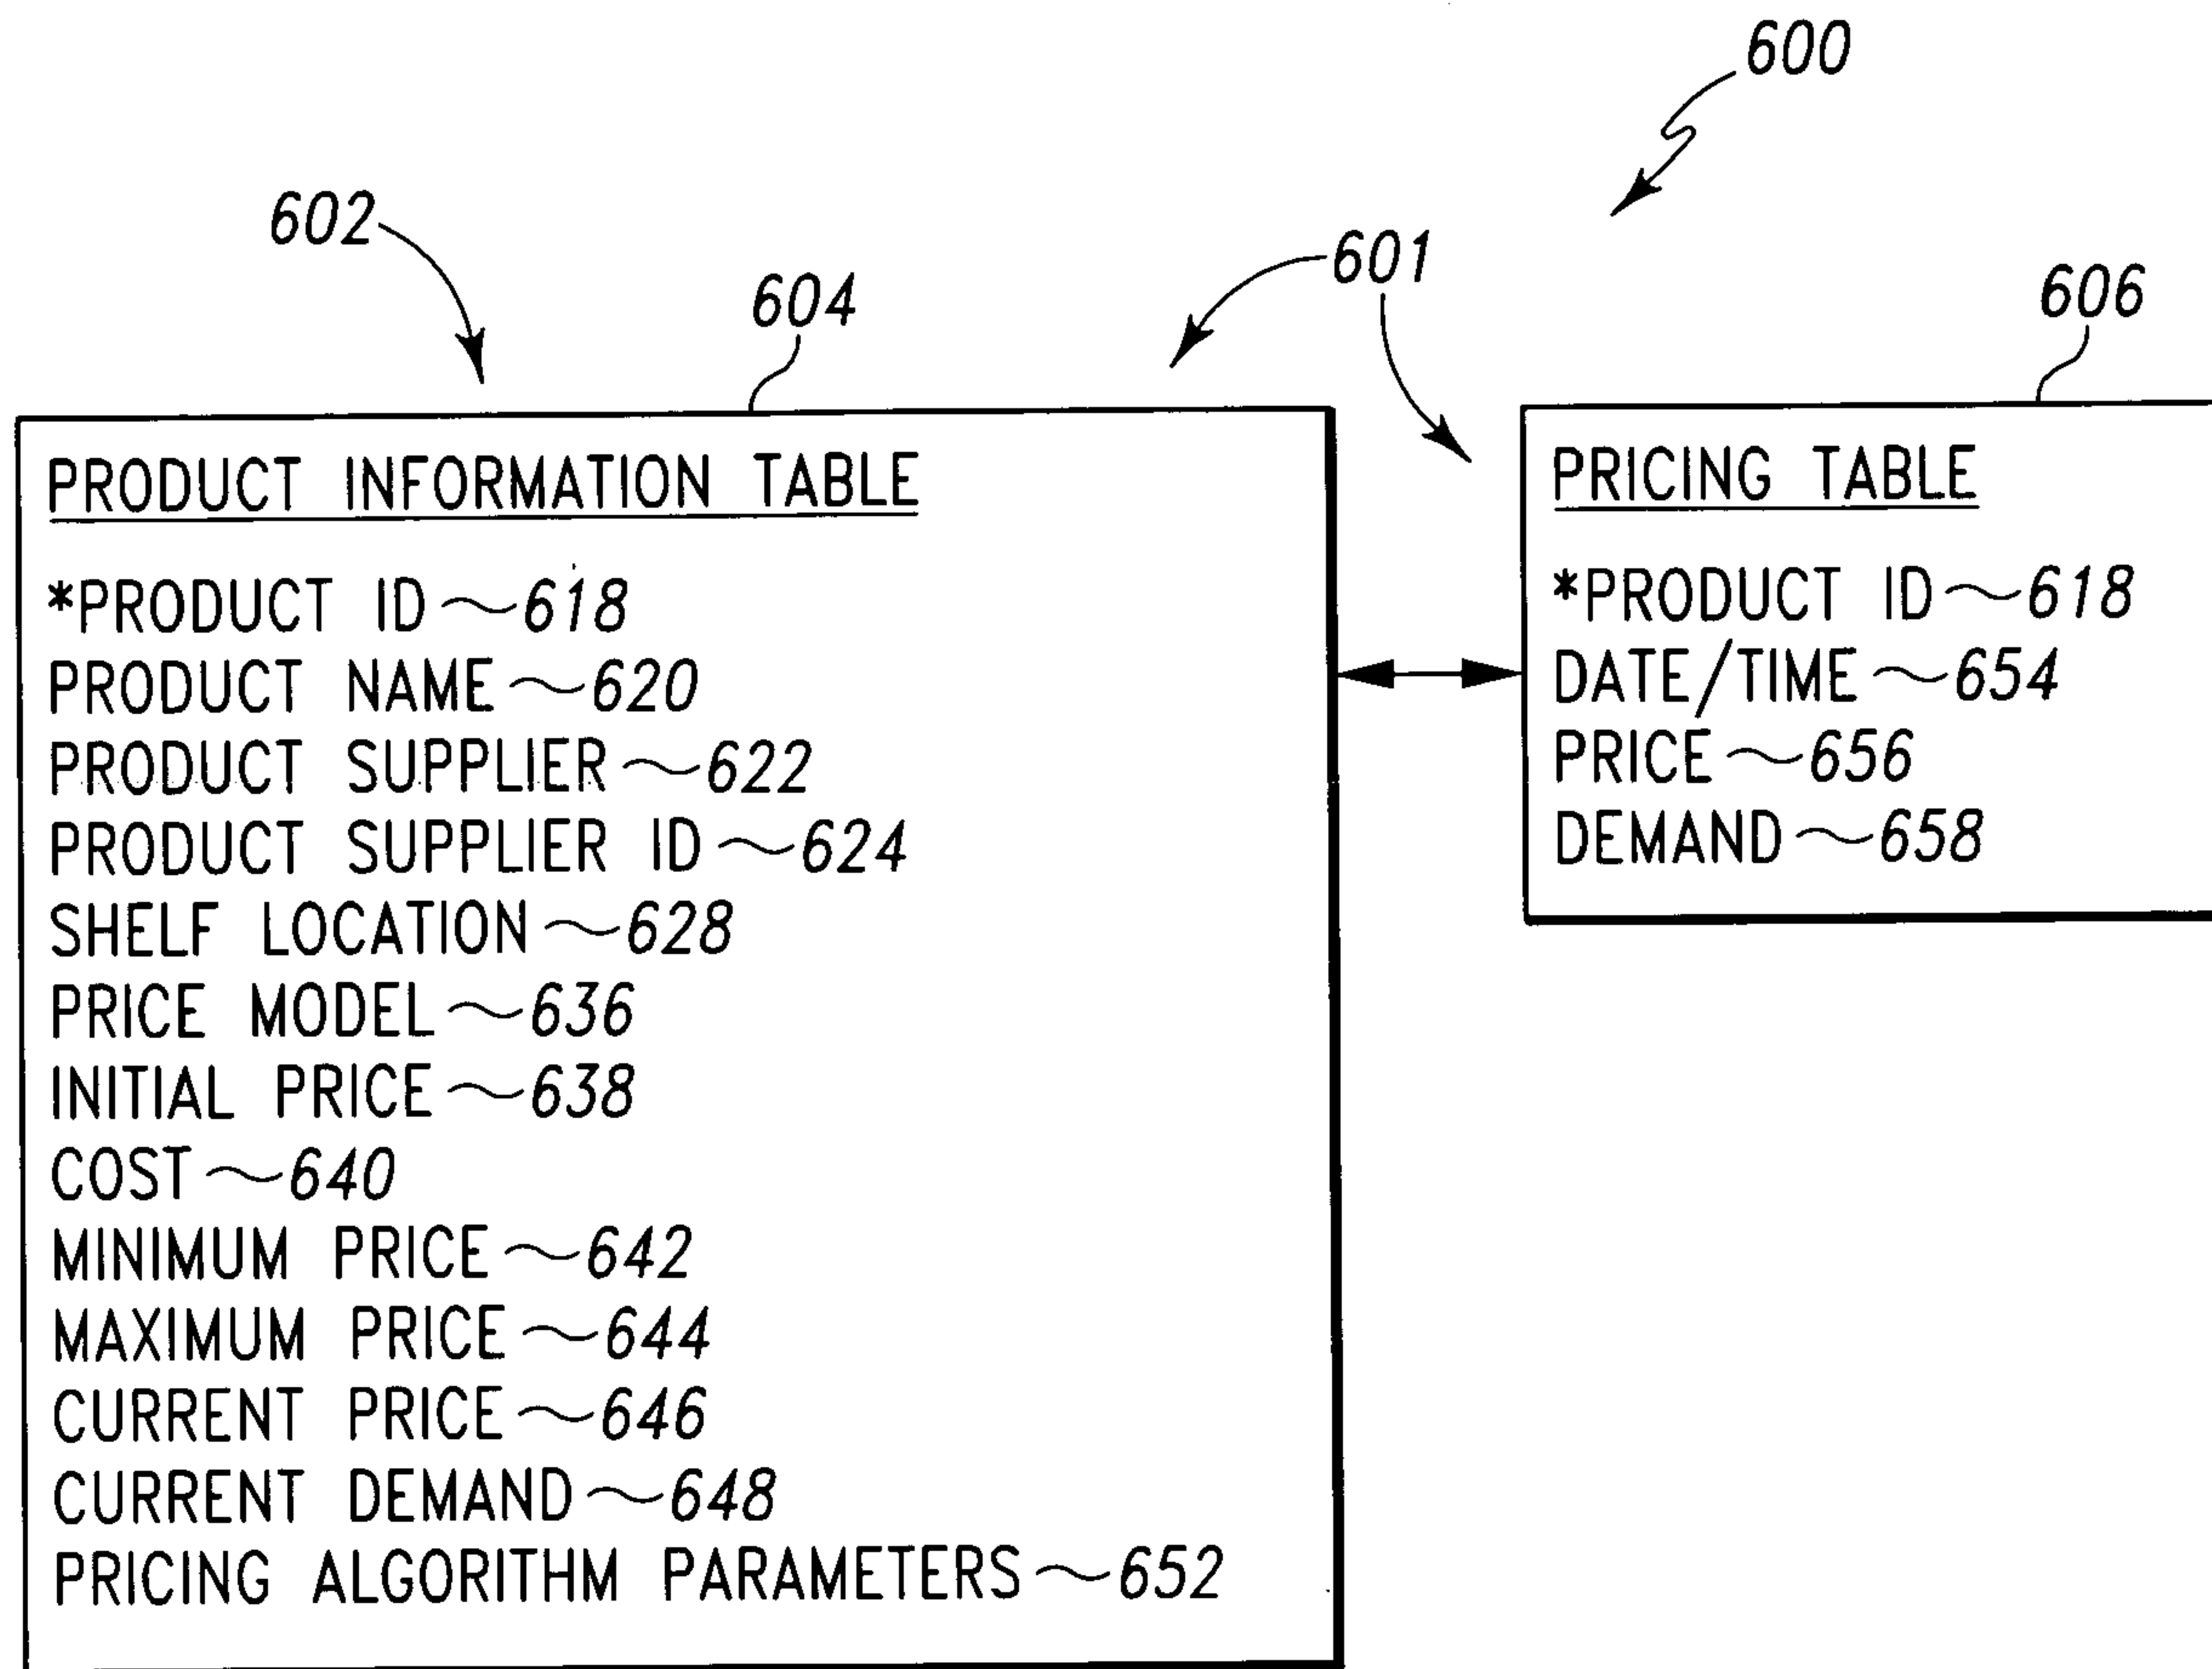 600
602
601
604
606
PRODUCT INFORMATION TABLE
*PRODUCT ID~618
PRODUCT NAME~620
PRODUCT SUPPLIER~622
PRODUCT SUPPLIER ID~624
SHELF LOCATION~628
PRICE MODEL~636
INITIAL PRICE~638
COST~640
MINIMUM PRICE~642
MAXIMUM PRICE~644
CURRENT PRICE~646
CURRENT DEMAND~648
PRICING ALGORITHM PARAMETERS~652
PRICING TABLE
*PRODUCT ID~618
DATE/TIME~654
PRICE~656
DEMAND~658